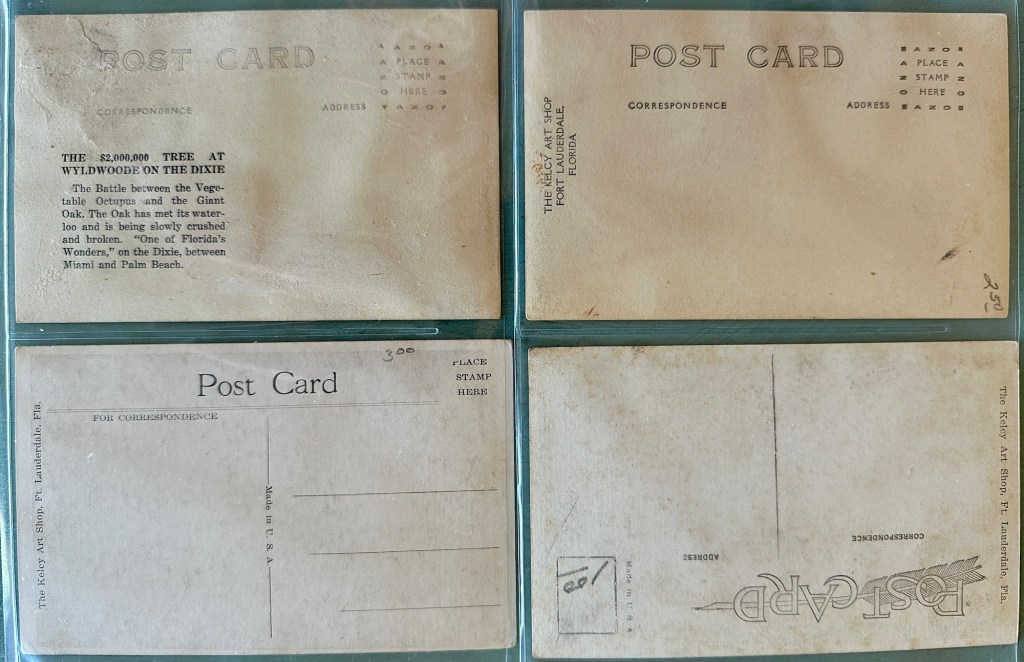 POST CARD
AZOA
A PLACE A
STAMP
O HERE O
AZOA
CORRESPONDENCE
ADDRESS
THE $2,000,000 TREE AT
WYLDWOODE ON THE DIXIE
The Battle between the Vege-
table Octupus and the Giant
Oak. The Oak has met its water-
loo and is being slowly crushed
and broken. "One of Florida's
Wonders," on the Dixie, between
Miami and Palm Beach.
POST CARD
AZO
A PLACE A
N STAMP N
O HERE O
AZO
CORRESPONDENCE
ADDRESS
THE KELCY ART SHOP
FORT LAUDERDALE,
FLORIDA
250
300
Post Card
PLACE
STAMP
HERE
FOR CORRESPONDENCE
Made in U. S. A.
The Kelcy Art Shop, Ft. Lauderdale, Fla.
The Kelcy Art Shop, Ft. Lauderdale, Fla.
CORRESPONDENCE
ADDRESS
Made in U. S. A
POST CARD